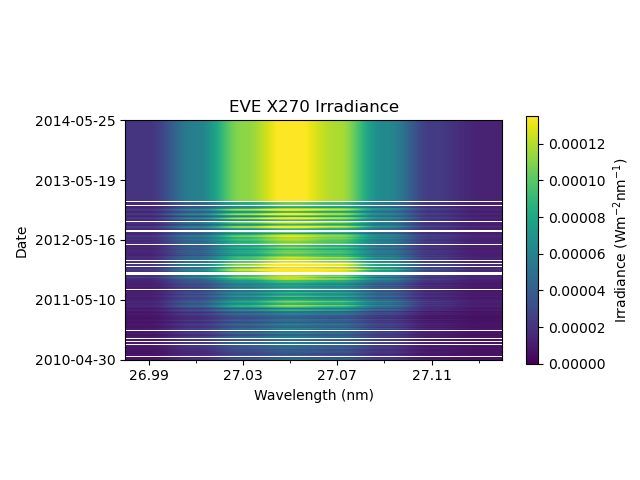 EVE X270 Irradiance
2014-05-25
2013-05-19
2012-05-16
2011-05-10
2010-04-30
Date
26.99 27.03 27.07 27.11
Wavelength (nm)
0.00012
0.00010
0.00008
0.00006
0.00004
0.00002
0.00000
Irradiance (Wm⁻²nm⁻¹)